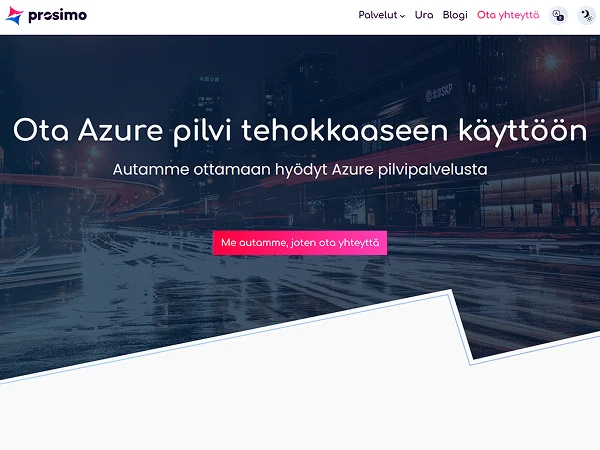 prosimo
Palvelut
Ura
Blogi
Ota yhteyttä
SKP
Ota Azure pilvi tehokkaaseen käyttöön
Autamme ottamaan hyödyt Azure pilvipalvelusta
Me autamme, joten ota yhteyttä